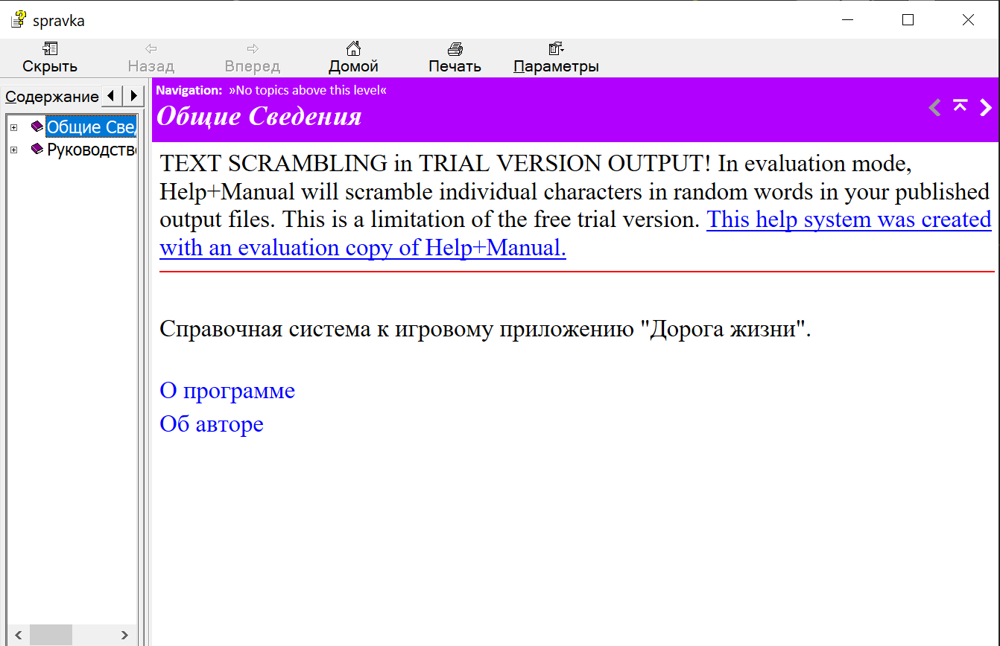 spravka
Скрыть Назад Вперед Домой Печать Параметры
Содержание
Общие Све
Руководств
Navigation: »No topics above this level«
Общие Сведения
TEXT SCRAMBLING in TRIAL VERSION OUTPUT! In evaluation mode,
Help+Manual will scramble individual characters in random words in your published
output files. This is a limitation of the free trial version. This help system was created
with an evaluation copy of Help+Manual.
Справочная система к игровому приложению "Дорога жизни".
О программе
Об авторе